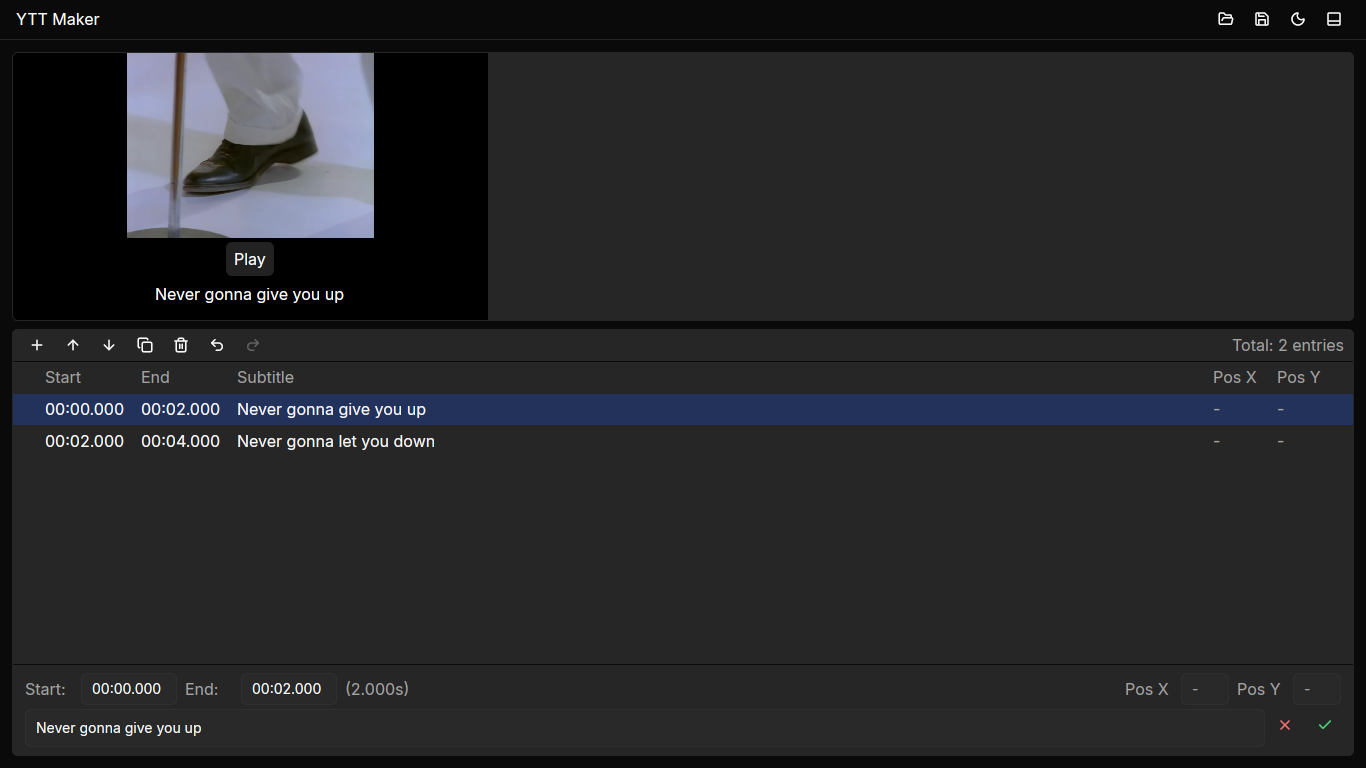 YTT Maker
Play
Never gonna give you up
Total: 2 entries
Start End Subtitle Pos X Pos Y
00:00.000 00:02.000 Never gonna give you up - -
00:02.000 00:04.000 Never gonna let you down - -
Start: 00:00.000 End: 00:02.000 (2.000s) Pos X - Pos Y -
Never gonna give you up